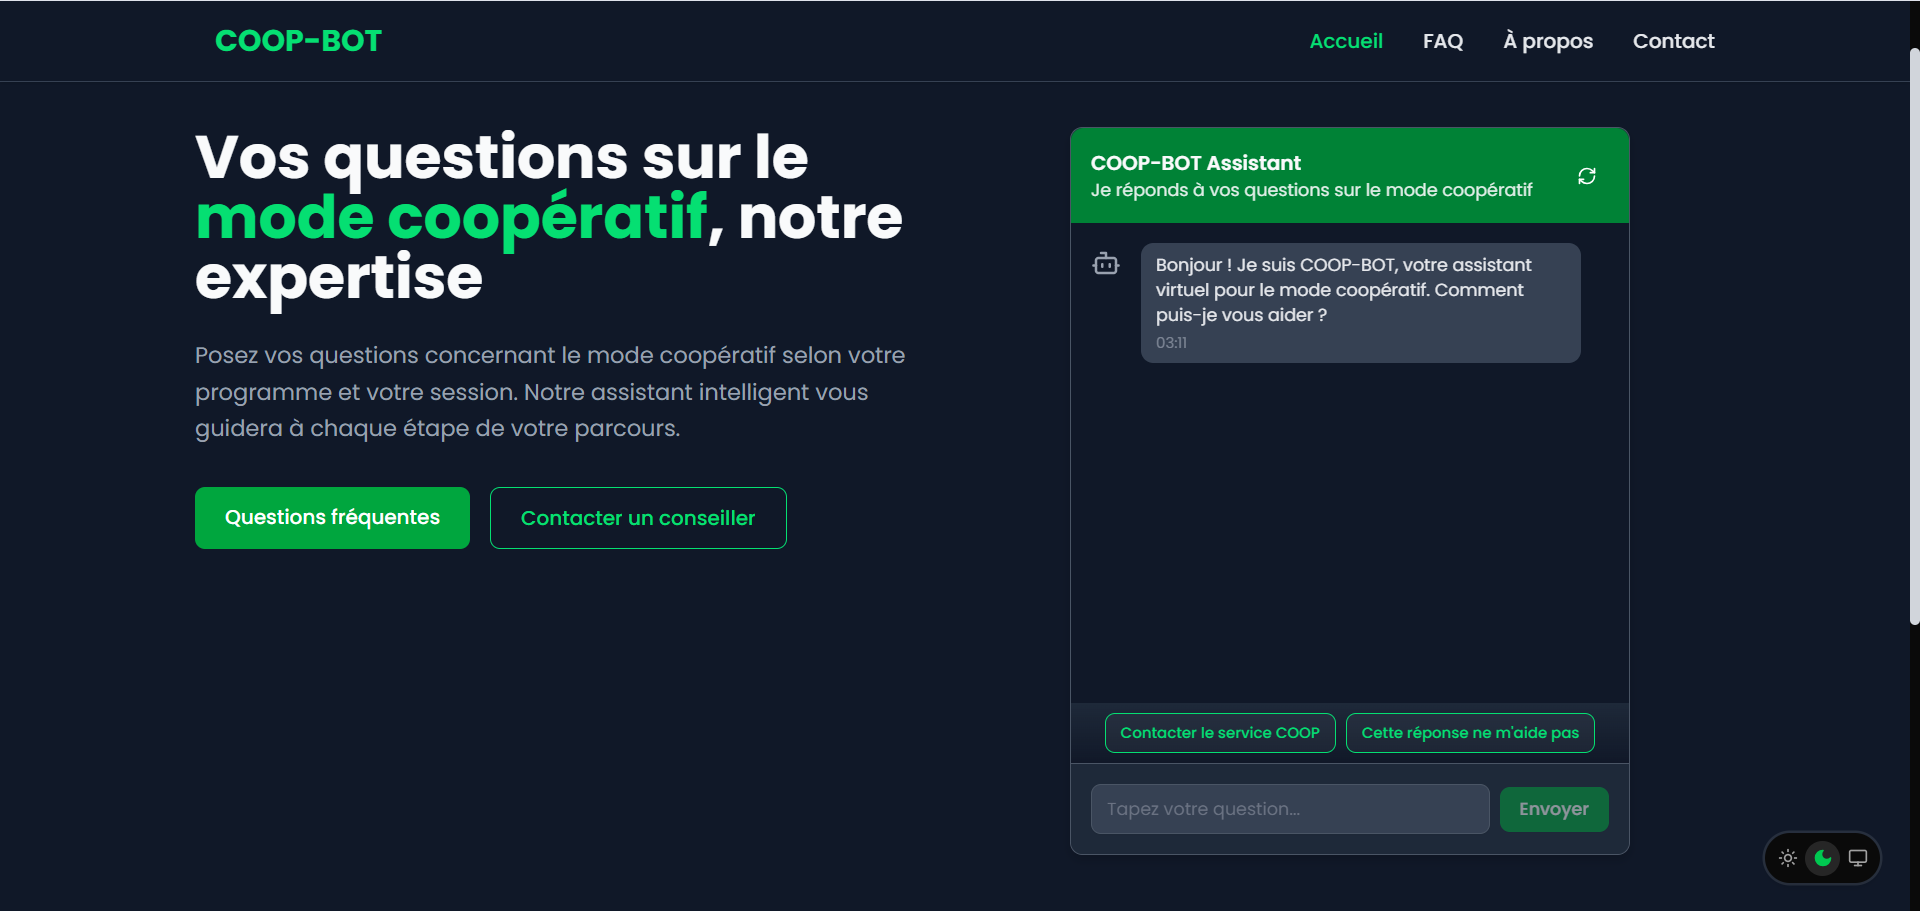 COOP-BOT
Accueil
FAQ
À propos
Contact
Vos questions sur le
mode coopératif, notre
expertise
Posez vos questions concernant le mode coopératif selon votre
programme et votre session. Notre assistant intelligent vous
guidera à chaque étape de votre parcours.
Questions fréquentes
Contacter un conseiller
COOP-BOT Assistant
Je réponds à vos questions sur le mode coopératif
Bonjour ! Je suis COOP-BOT, votre assistant
virtuel pour le mode coopératif. Comment
puis-je vous aider ?
03:11
Contacter le service COOP
Cette réponse ne m'aide pas
Tapez votre question...
Envoyer